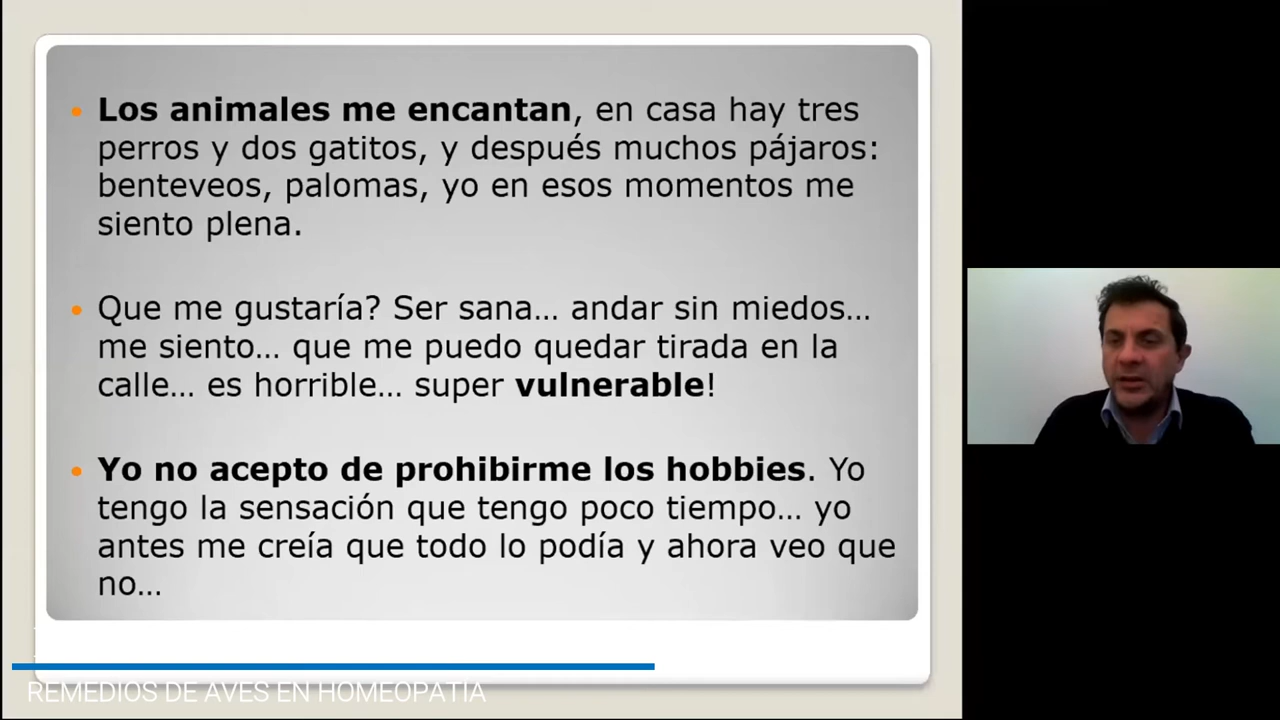 Los animales me encantan, en casa hay tres
perros y dos gatitos, y después muchos pájaros:
benteveos, palomas, yo en esos momentos me
siento plena.
Que me gustaría? Ser sana… andar sin miedos…
me siento… que me puedo quedar tirada en la
calle… es horrible… super vulnerable!
Yo no acepto de prohibirme los hobbies. Yo
tengo la sensación que tengo poco tiempo… yo
antes me creía que todo lo podía y ahora veo que
no…
REMEDIOS DE AVES EN HOMEOPATÍA